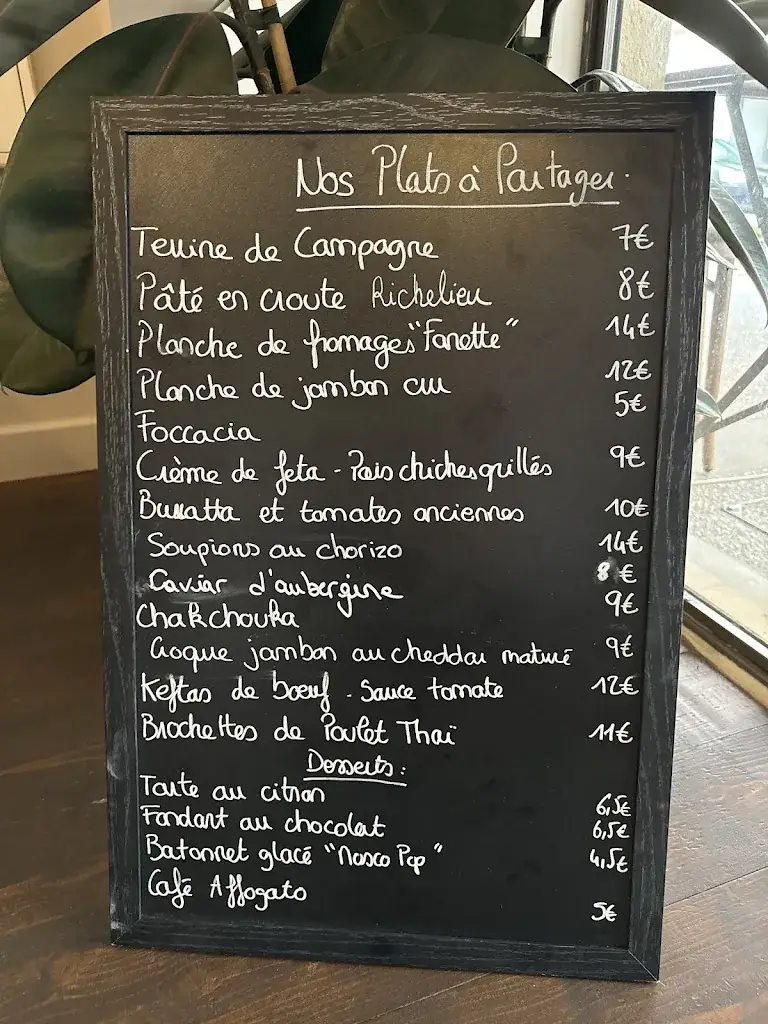 Nos Plats à Partager.
Terrine de Campagne 7€
Pâté en croute Richelieu 8€
Planche de fromages "Fanette" 14€
Planche de jambon cru 12€
Foccacia 5€
Crème de feta - Pois chiches grillés 9€
Burratta et tomates anciennes 10€
Soupions au chorizo 14€
Caviar d'aubergine 8€
Chakchouka 9€
Croque jambon au cheddar maturé 9€
Keftas de boeuf - Sauce tomate 12€
Brochettes de Poulet Thaï 11€
Desserts :
Tarte au citron 6,5€
Fondant au chocolat 6,5€
Batonnet glacé "Nasco Pop" 4,5€
Café Affogato 5€